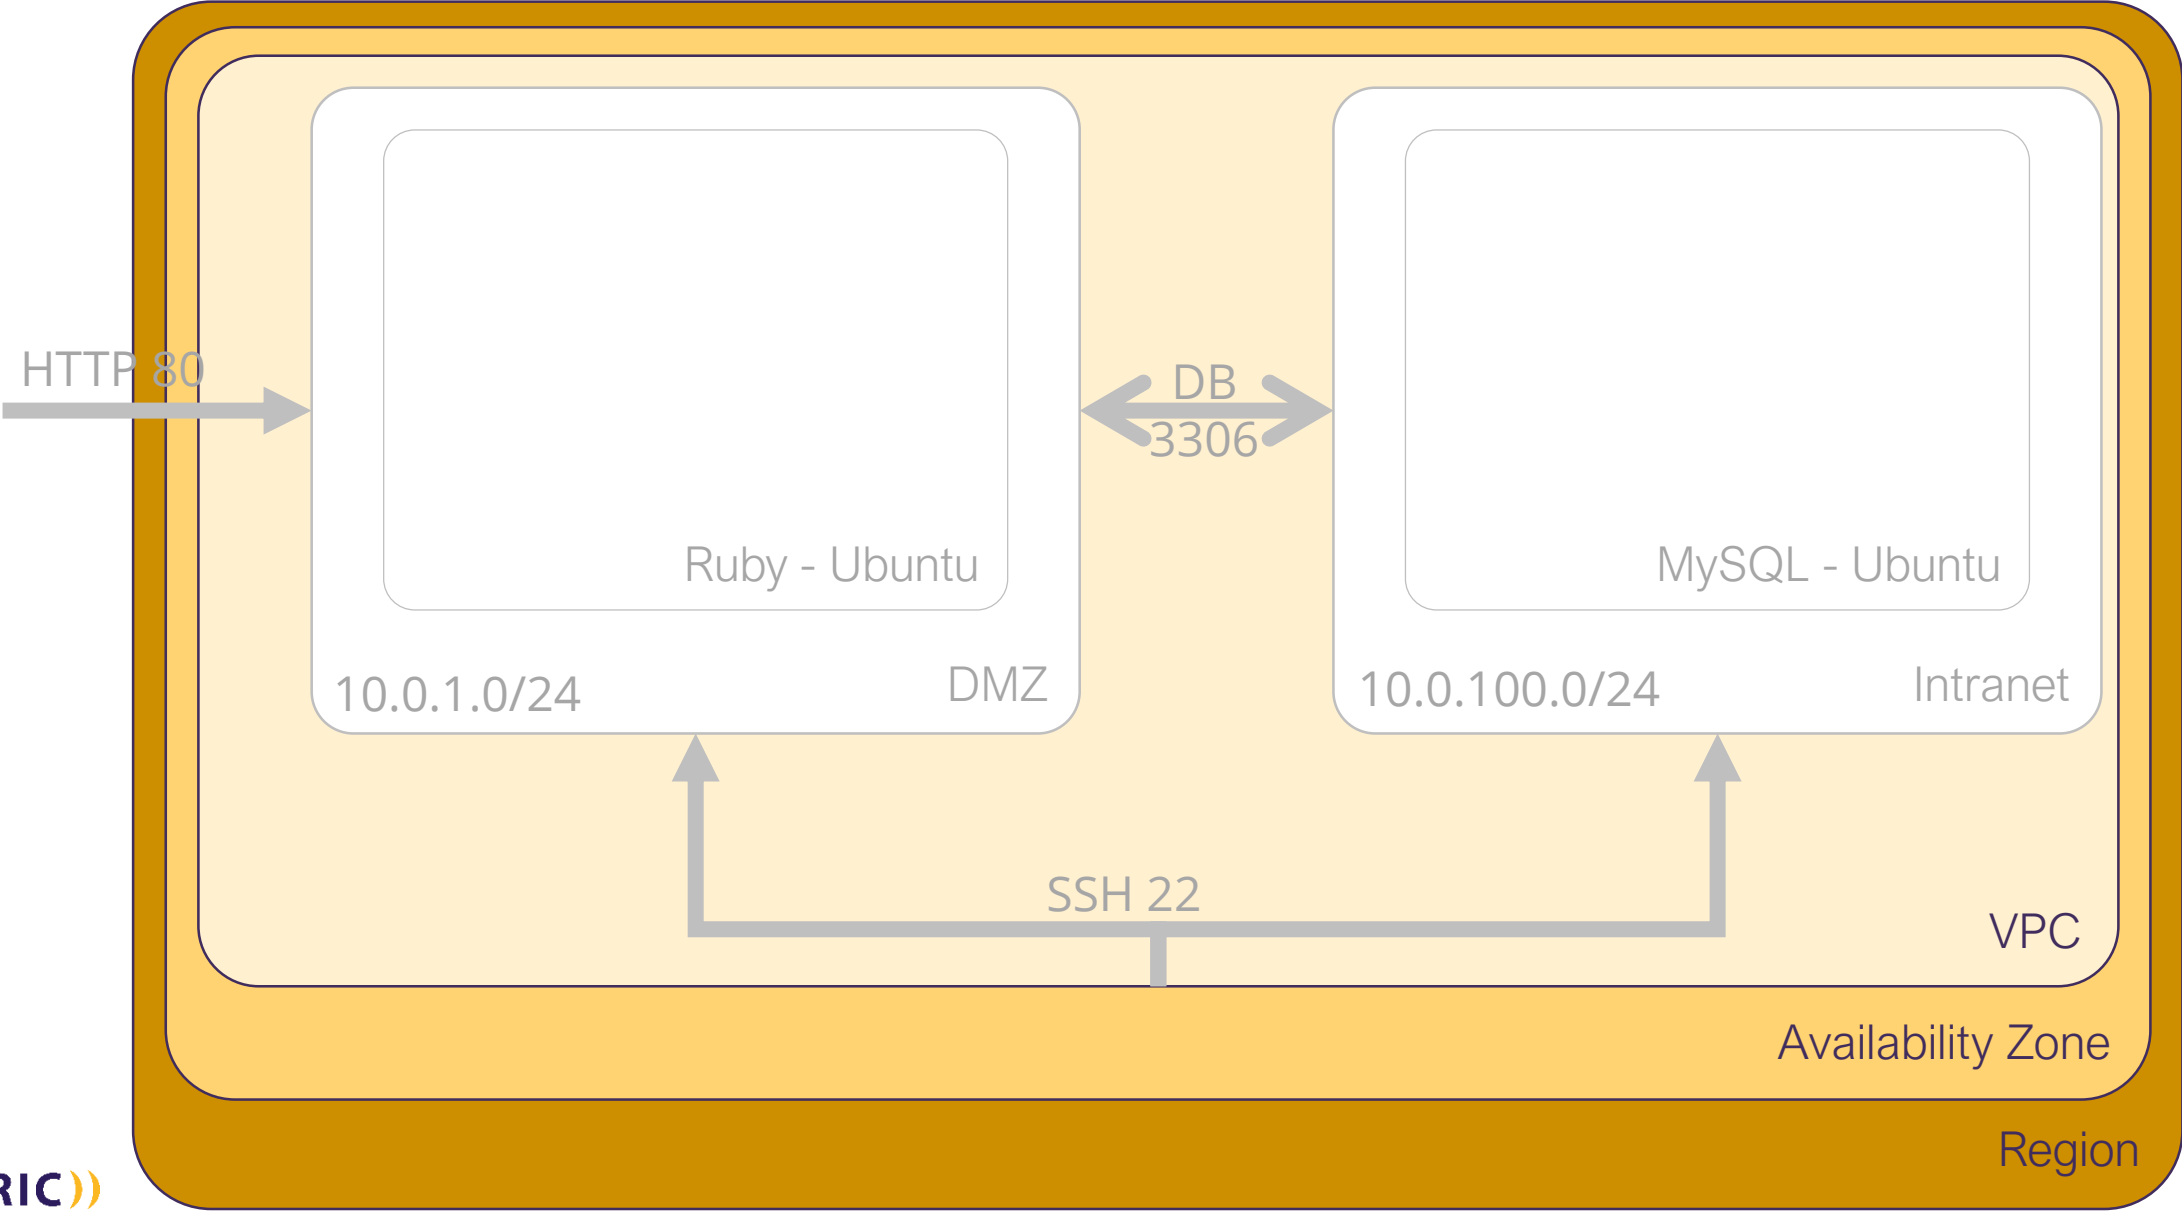 HTTP 80
DB
3306
Ruby - Ubuntu
MySQL - Ubuntu
10.0.1.0/24
DMZ
10.0.100.0/24
Intranet
SSH 22
VPC
Availability Zone
Region
RIC))